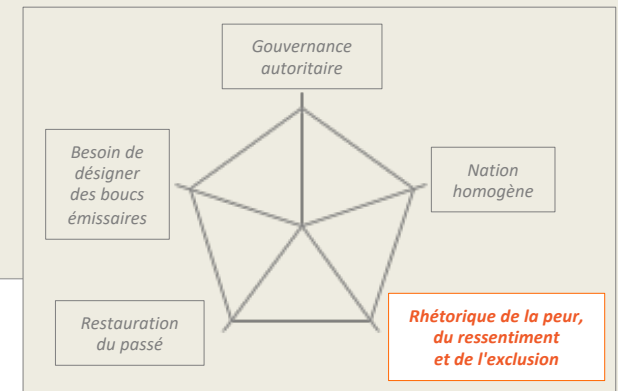 Gouvernance
autoritaire
Besoin de
désigner
des boucs
émissaires
Nation
homogène
Restauration
du passé
Rhétorique de la peur,
du ressentiment
et de l'exclusion